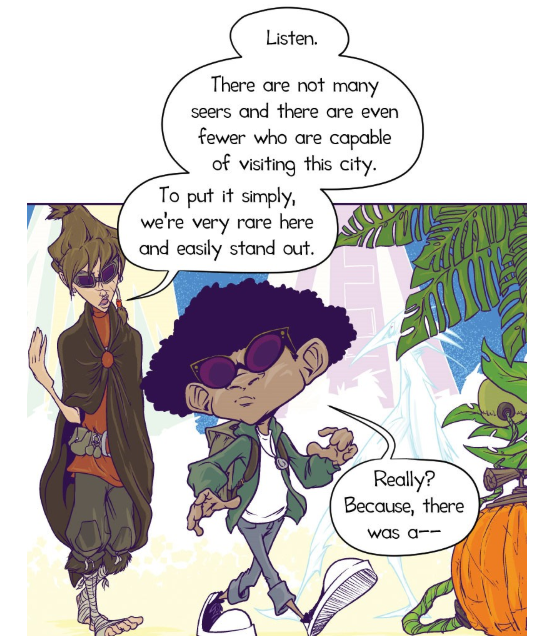 Listen.
There are not many
seers and there are even
fewer who are capable
of visiting this city.
To put it simply,
we're very rare here
and easily stand out.
Really?
Because, there
was a--